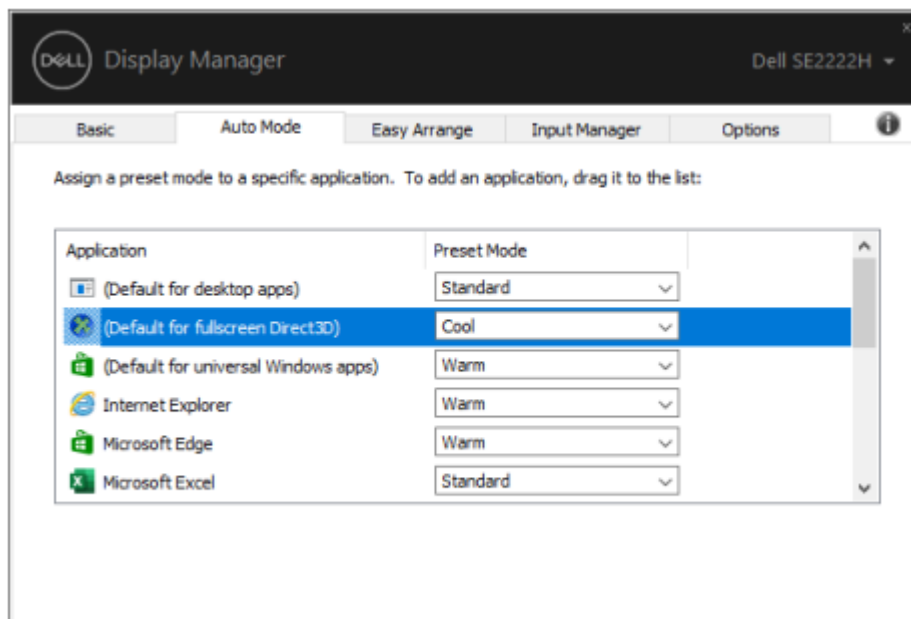 DELL Display Manager
Dell SE2222H
Basic Auto Mode Easy Arrange Input Manager Options
Assign a preset mode to a specific application. To add an application, drag it to the list:
Application Preset Mode
(Default for desktop apps) Standard
(Default for fullscreen Direct3D) Cool
(Default for universal Windows apps) Warm
Internet Explorer Warm
Microsoft Edge Warm
Microsoft Excel Standard